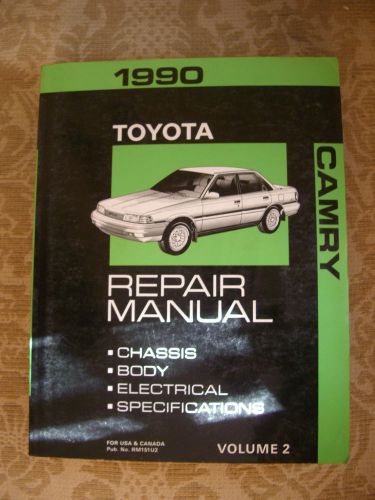 1990
TOYOTA
CAMRY
REPAIR
MANUAL
▪ CHASSIS
▪ BODY
▪ ELECTRICAL
▪ SPECIFICATIONS
FOR USA & CANADA
Pub. No. RM151U2
VOLUME 2